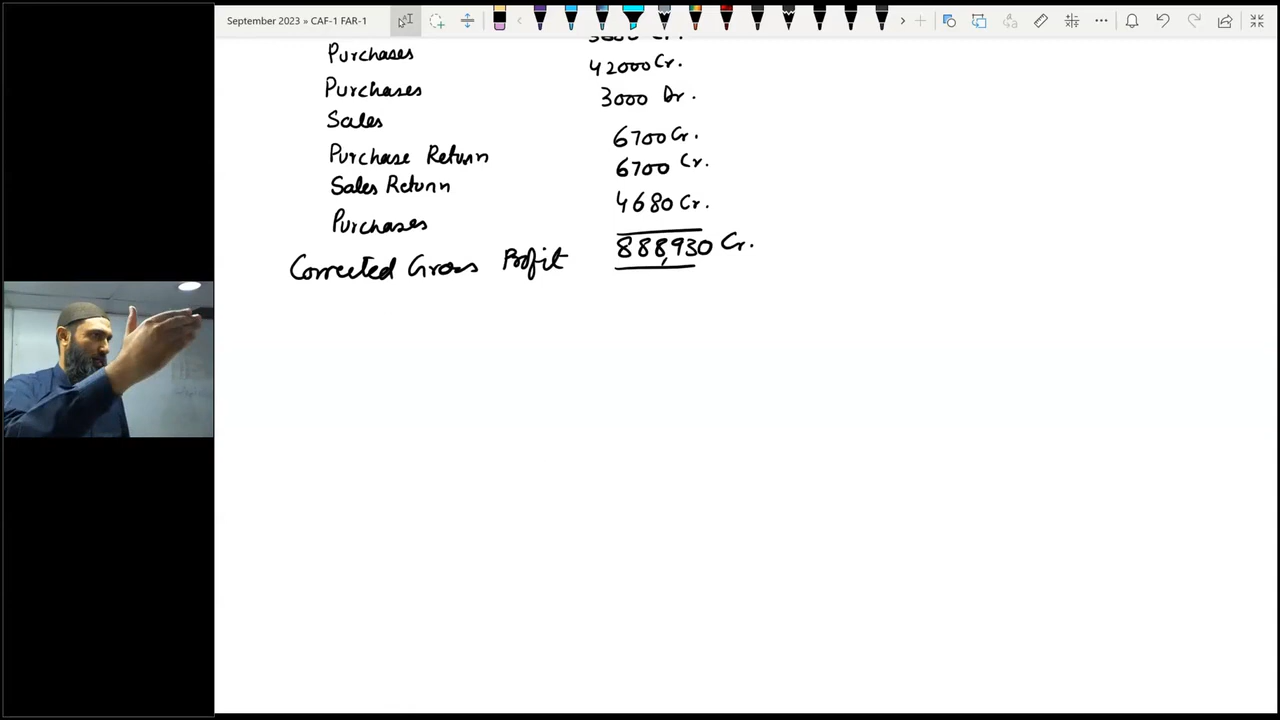 September 2023 » CAF-1 FAR-1
Purchases 42000 Cr.
Purchases 3000 Dr.
Sales
Purchase Return 6700 Cr.
Sales Return 6700 Cr.
Purchases 4680 Cr.
Corrected Gross Profit 888,930 Cr.